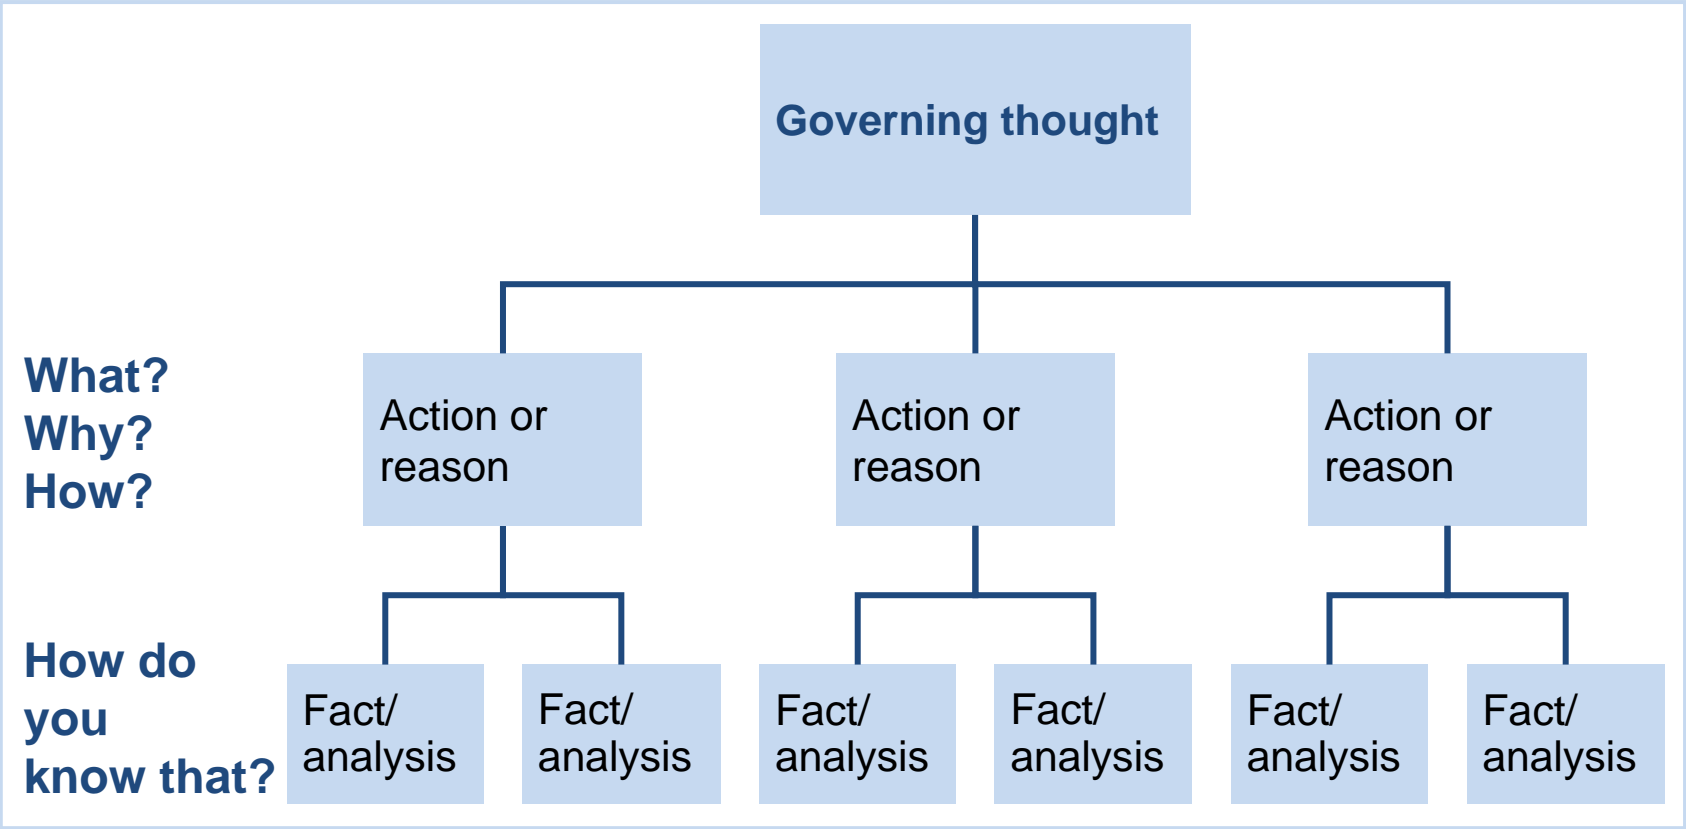 Governing thought
What?
Why?
How?
Action or
reason
Action or
reason
Action or
reason
How do
you
know that?
Fact/
analysis
Fact/
analysis
Fact/
analysis
Fact/
analysis
Fact/
analysis
Fact/
analysis